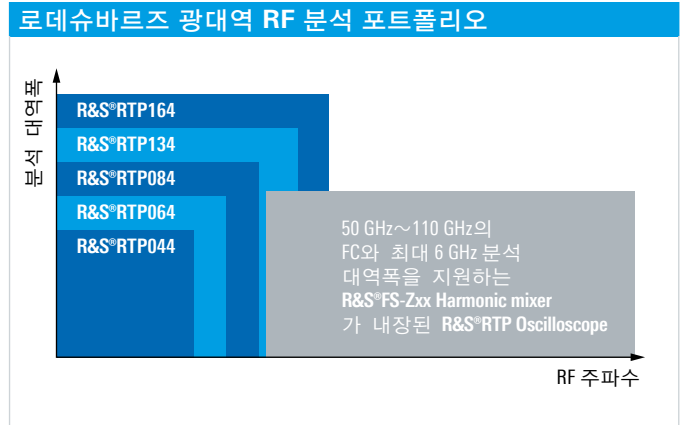 로데슈바르즈 광대역 RF 분석 포트폴리오
분석 대역폭
R&S®RTP164
R&S®RTP134
R&S®RTP084
R&S®RTP064
R&S®RTP044
50 GHz~110 GHz의
FC와 최대 6 GHz 분석
대역폭을 지원하는
R&S®FS-Zxx Harmonic mixer
가 내장된 R&S®RTP Oscilloscope
RF 주파수